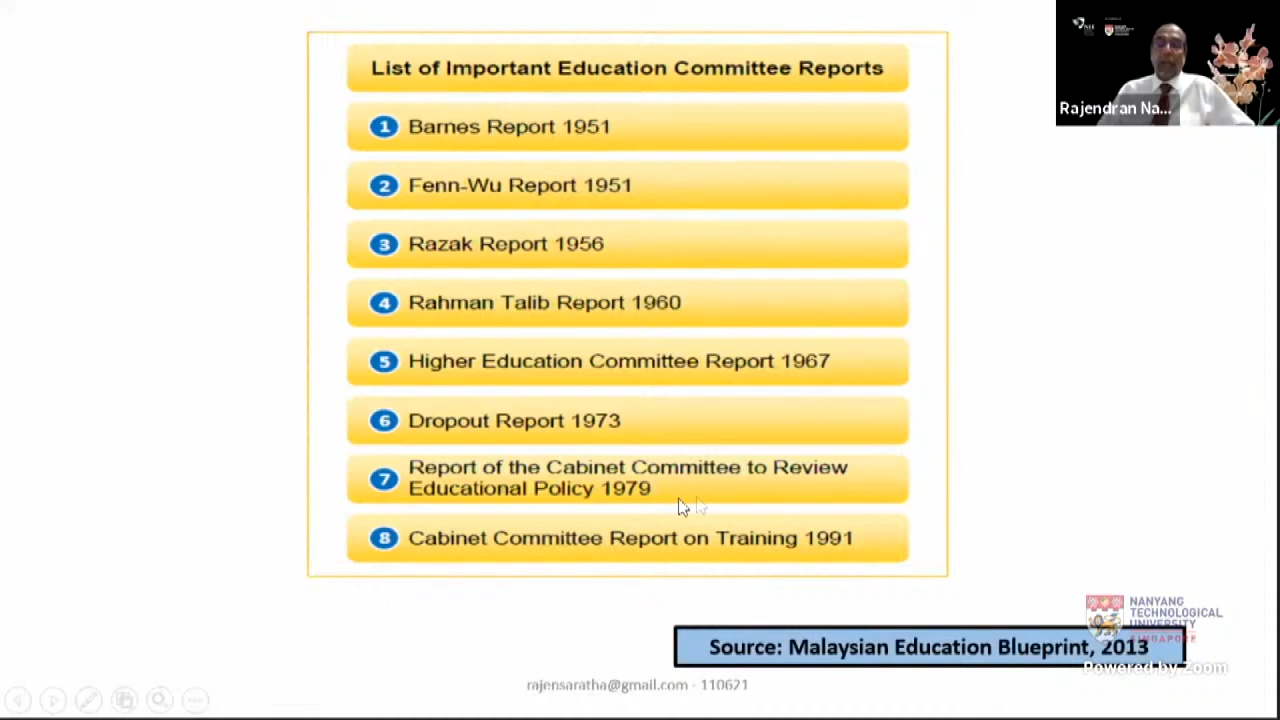 List of Important Education Committee Reports
1 Barnes Report 1951
2 Fenn-Wu Report 1951
3 Razak Report 1956
4 Rahman Talib Report 1960
5 Higher Education Committee Report 1967
6 Dropout Report 1973
7 Report of the Cabinet Committee to Review
Educational Policy 1979
8 Cabinet Committee Report on Training 1991
Rajendran Na...
NANYANG
TECHNOLOGICAL
UNIVERSITY
SINGAPORE
Source: Malaysian Education Blueprint, 2013
Powered by Zoom
rajensaratha@gmail.com - 110621